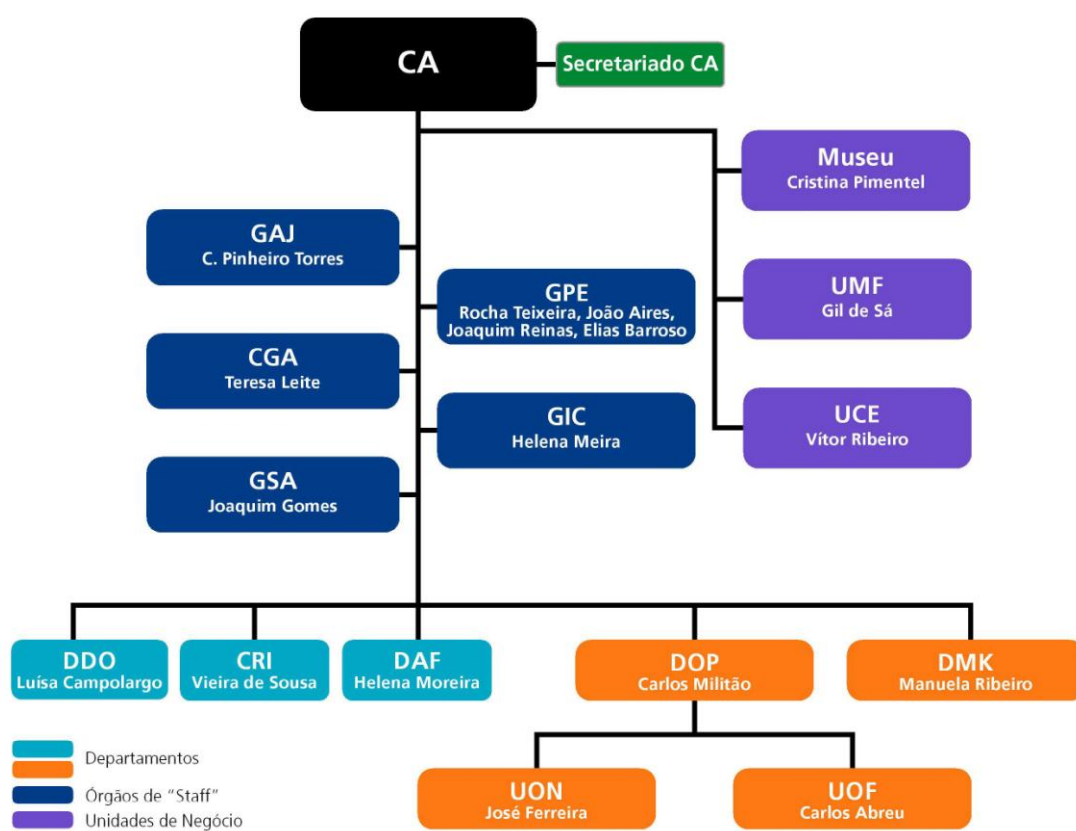 CA
Secretariado CA
Museu
Cristina Pimentel
GAJ
C. Pinheiro Torres
UMF
Gil de Sá
GPE
Rocha Teixeira, João Aires,
Joaquim Reinas, Elias Barroso
CGA
Teresa Leite
UCE
Vítor Ribeiro
GIC
Helena Meira
GSA
Joaquim Gomes
DDO
Luísa Campolargo
CRI
Vieira de Sousa
DAF
Helena Moreira
DOP
Carlos Militão
DMK
Manuela Ribeiro
Departamentos
Órgãos de “Staff”
Unidades de Negócio
UON
José Ferreira
UOF
Carlos Abreu